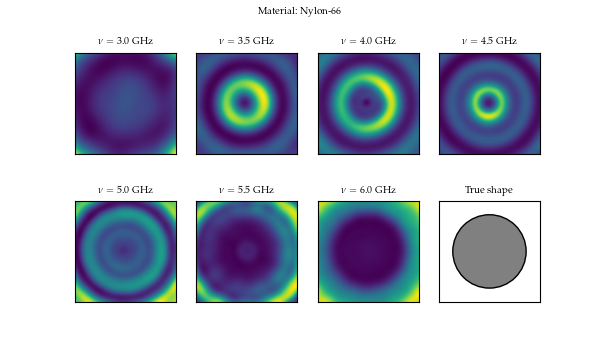 Material: Nylon-66
ν = 3.0 GHz
ν = 3.5 GHz
ν = 4.0 GHz
ν = 4.5 GHz
ν = 5.0 GHz
ν = 5.5 GHz
ν = 6.0 GHz
True shape